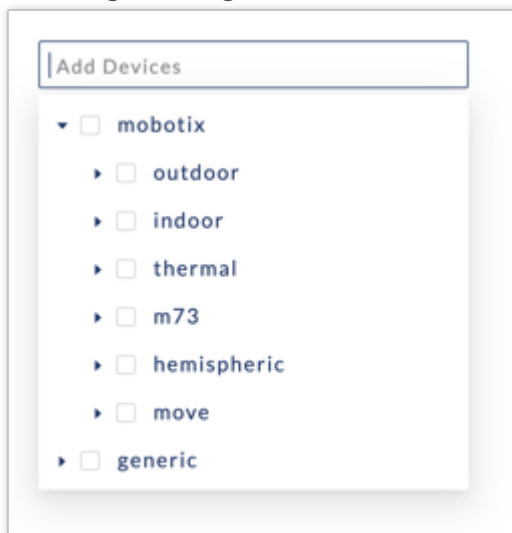 Add Devices
mobotix
outdoor
indoor
thermal
m73
hemispheric
move
generic